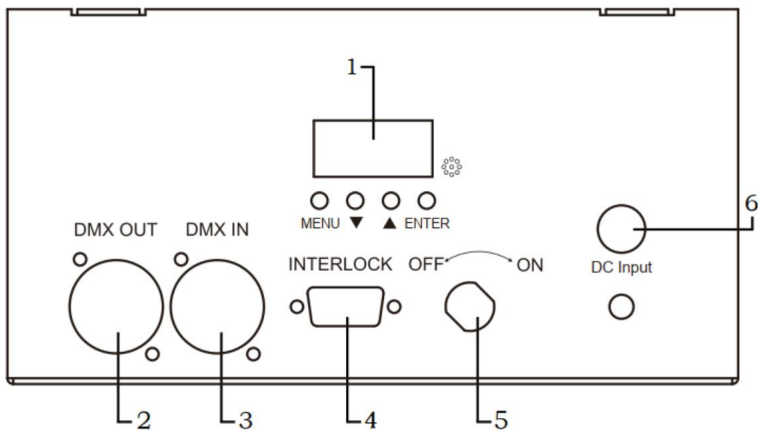 1
6
MENU ▼ ▲ ENTER
DMX OUT DMX IN
INTERLOCK OFF ON
DC Input
2 3 4 5